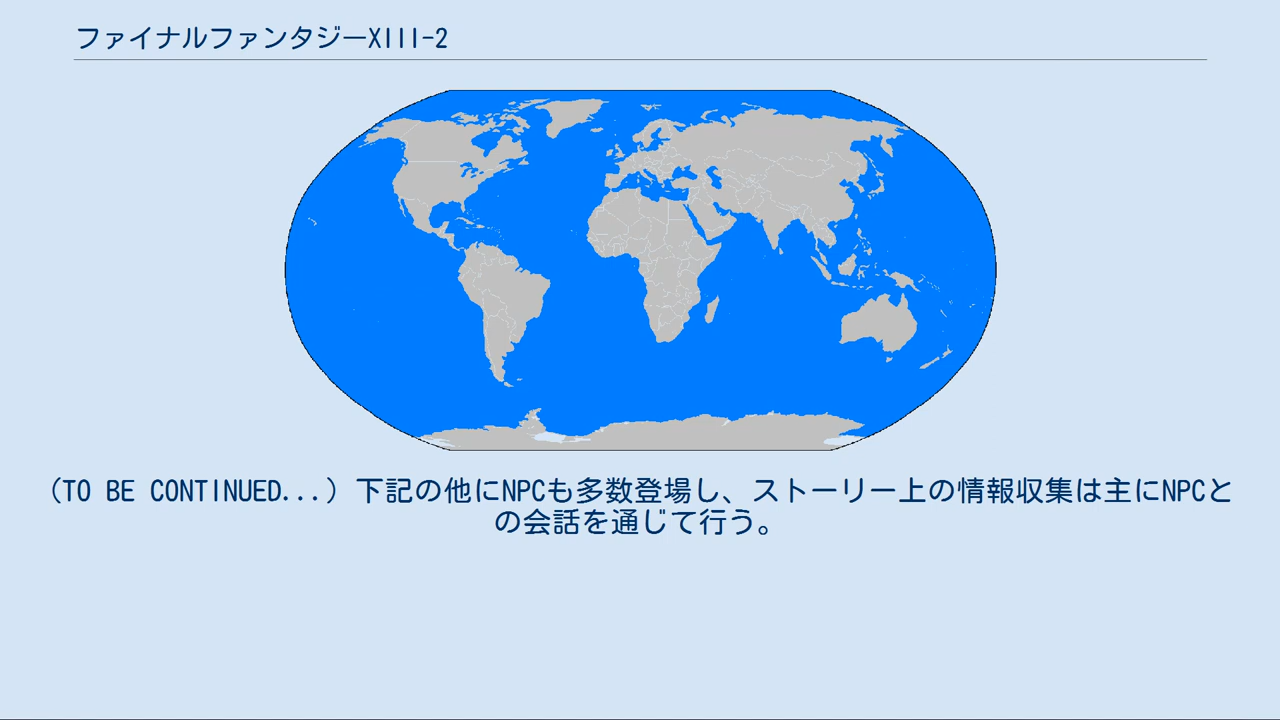 ファイナルファンタジーXIII-2
（TO BE CONTINUED...）下記の他にNPCも多数登場し、ストーリー上の情報収集は主にNPCと
の会話を通じて行う。